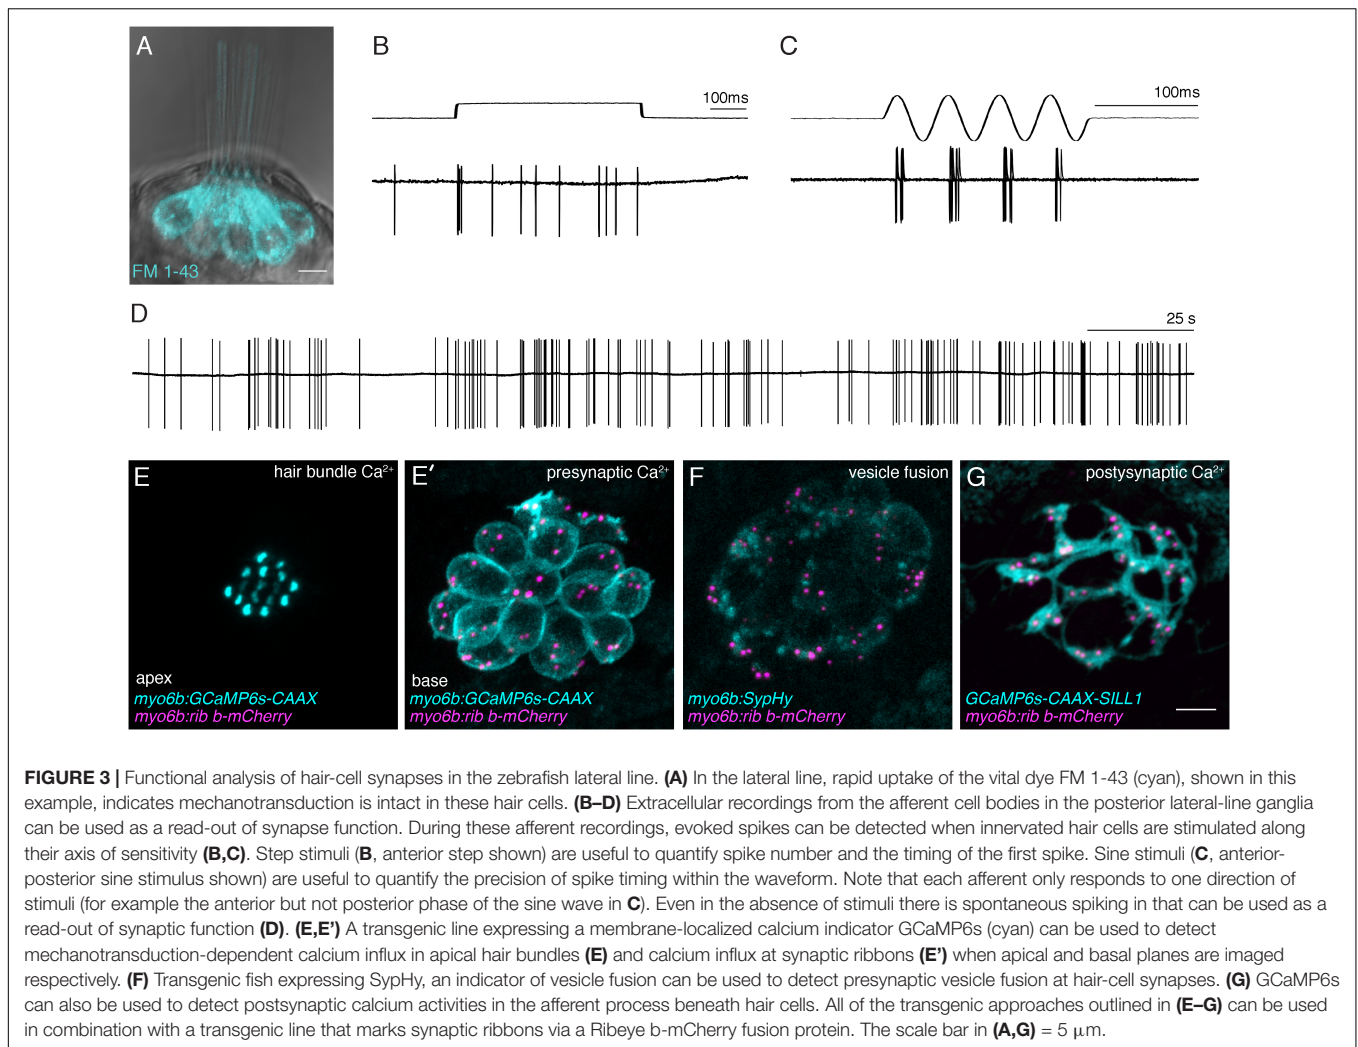 A
FM 1-43
B
100ms
C
100ms
D
25 s
E
hair bundle Ca²⁺
apex
myo6b:GCaMP6s-CAAX
myo6b:rib b-mCherry
E′
presynaptic Ca²⁺
base
myo6b:GCaMP6s-CAAX
myo6b:rib b-mCherry
F
vesicle fusion
myo6b:SypHy
myo6b:rib b-mCherry
G
postysynaptic Ca²⁺
GCaMP6s-CAAX-SILL1
myo6b:rib b-mCherry
FIGURE 3 | Functional analysis of hair-cell synapses in the zebrafish lateral line. (A) In the lateral line, rapid uptake of the vital dye FM 1-43 (cyan), shown in this
example, indicates mechanotransduction is intact in these hair cells. (B–D) Extracellular recordings from the afferent cell bodies in the posterior lateral-line ganglia
can be used as a read-out of synapse function. During these afferent recordings, evoked spikes can be detected when innervated hair cells are stimulated along
their axis of sensitivity (B,C). Step stimuli (B, anterior step shown) are useful to quantify spike number and the timing of the first spike. Sine stimuli (C, anterior-
posterior sine stimulus shown) are useful to quantify the precision of spike timing within the waveform. Note that each afferent only responds to one direction of
stimuli (for example the anterior but not posterior phase of the sine wave in C). Even in the absence of stimuli there is spontaneous spiking in that can be used as a
read-out of synaptic function (D). (E,E’) A transgenic line expressing a membrane-localized calcium indicator GCaMP6s (cyan) can be used to detect
mechanotransduction-dependent calcium influx in apical hair bundles (E) and calcium influx at synaptic ribbons (E’) when apical and basal planes are imaged
respectively. (F) Transgenic fish expressing SypHy, an indicator of vesicle fusion can be used to detect presynaptic vesicle fusion at hair-cell synapses. (G) GCaMP6s
can also be used to detect postsynaptic calcium activities in the afferent process beneath hair cells. All of the transgenic approaches outlined in (E–G) can be used
in combination with a transgenic line that marks synaptic ribbons via a Ribeye b-mCherry fusion protein. The scale bar in (A,G) = 5 μm.